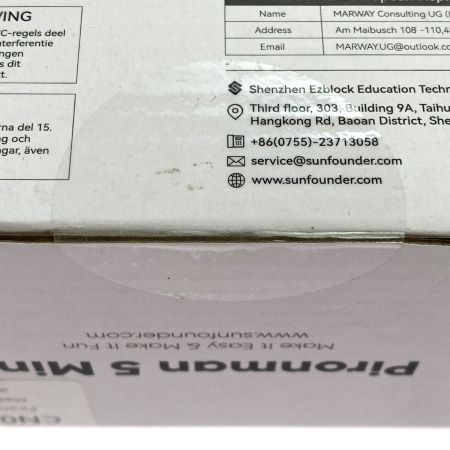 VING
C-regels deel
nterferentie
ngen
s dit
t.
rna del 15.
ng och
ngar, även
Name MARWAY Consulting UG (
Address Am Maibusch 108 -110,45
Email MARWAY.UG@outlook.co
Shenzhen Ezblock Education Techn
Third floor, 303, Building 9A, Taihu
Hangkong Rd, Baoan District, She
+86(0755)-23713058
service@sunfounder.com
www.sunfounder.com
Pironman 5 Min
Make It Easy & Make It Fun
www.sunfounder.com